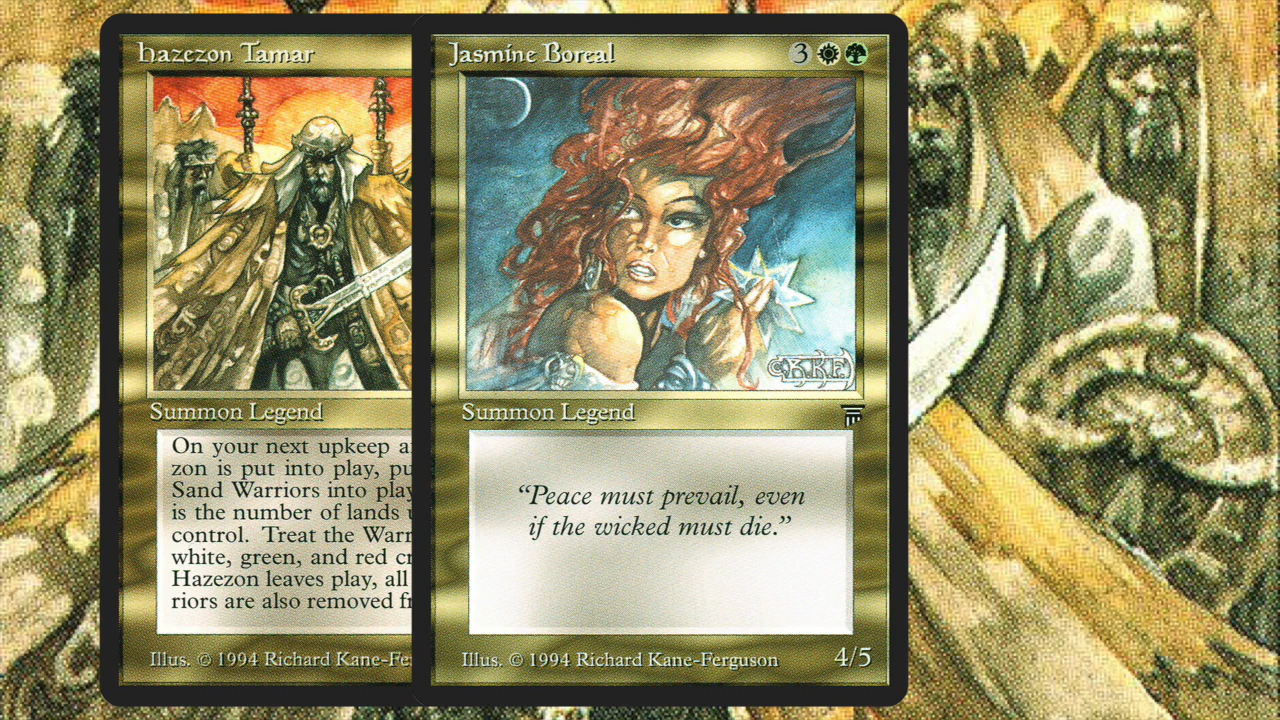 Hazezon Tamar
Summon Legend
On your next upkeep a
zon is put into play, pu
Sand Warriors into play
is the number of lands
control. Treat the Warr
white, green, and red cr
Hazezon leaves play, all
riors are also removed fr
Illus. © 1994 Richard Kane-Fe
Jasmine Boreal
3
©RKF
Summon Legend
“Peace must prevail, even
if the wicked must die.”
Illus. © 1994 Richard Kane-Ferguson
4/5